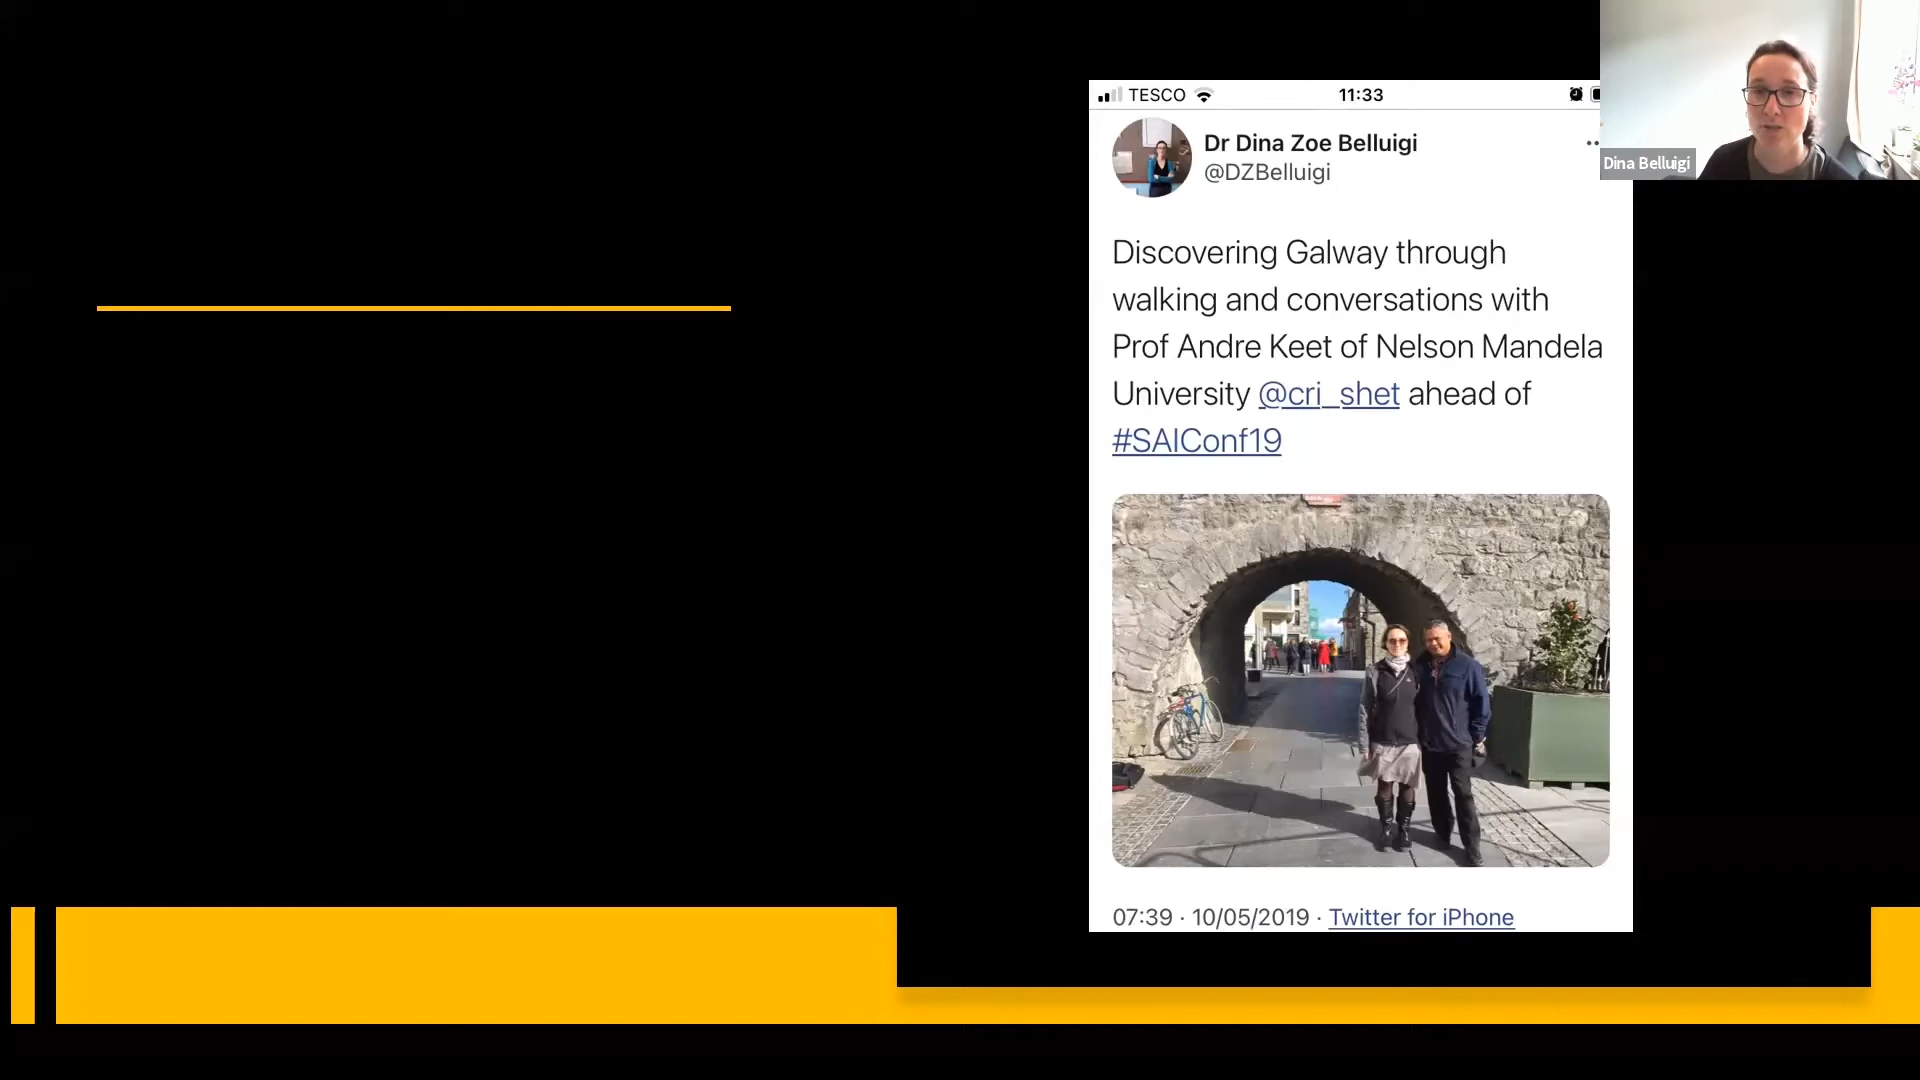 TESCO
11:33
Dr Dina Zoe Belluigi
@DZBelluigi
Dina Belluigi
Discovering Galway through
walking and conversations with
Prof Andre Keet of Nelson Mandela
University @cri_shet ahead of
#SAIConf19
07:39 · 10/05/2019 · Twitter for iPhone